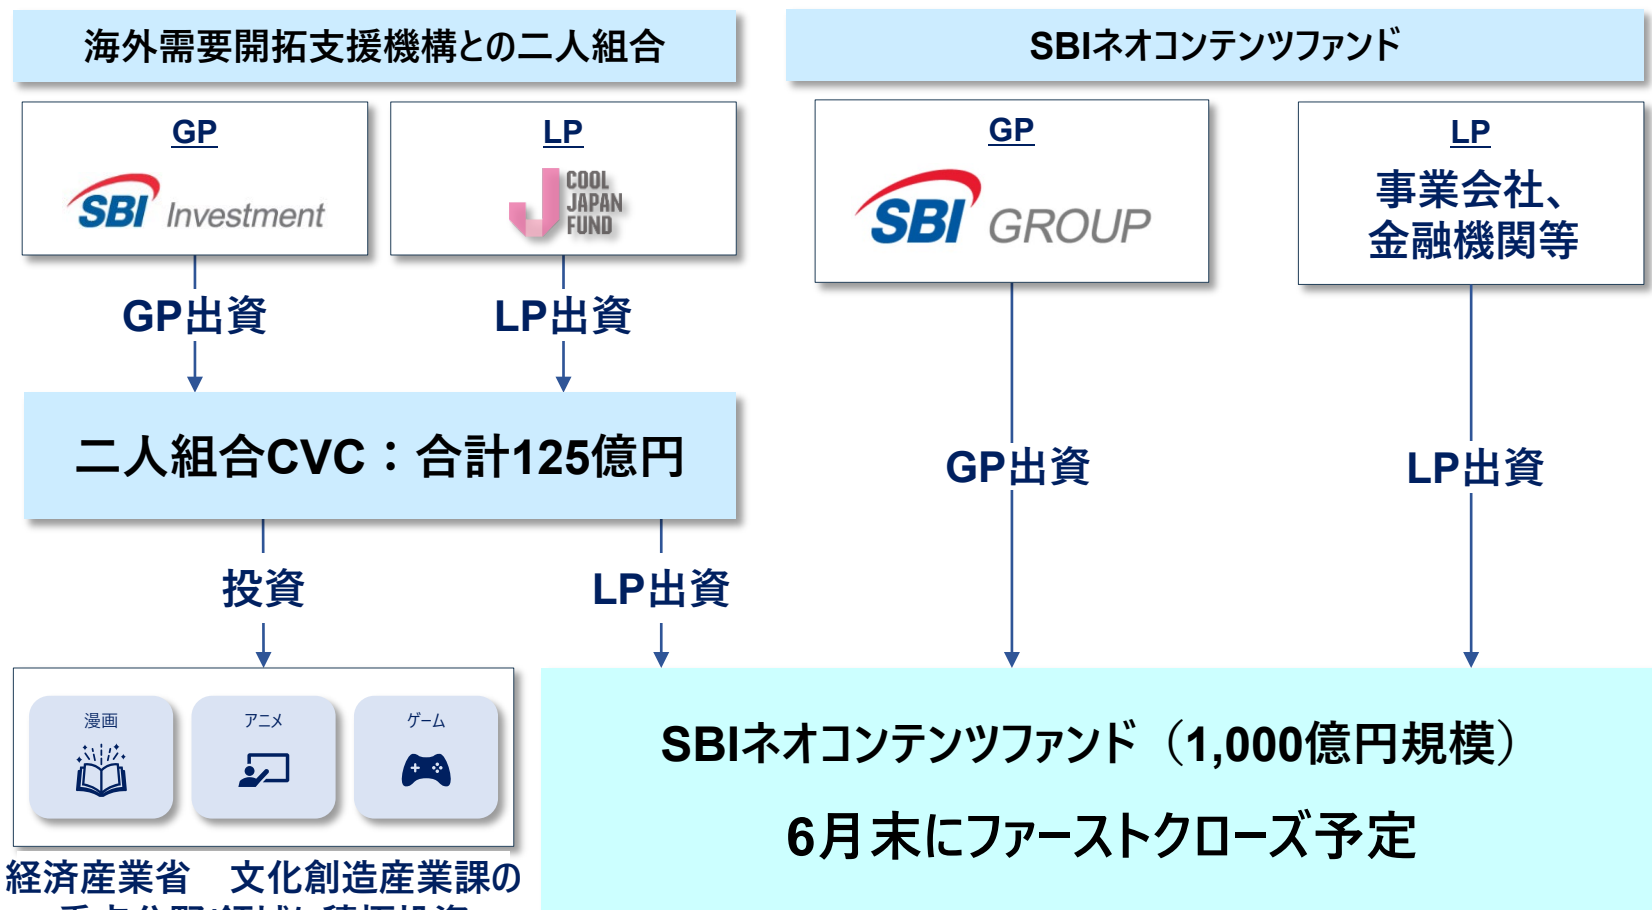 海外需要開拓支援機構との二人組合
GP
SBI Investment
LP
COOL
JAPAN
FUND
GP出資
LP出資
二人組合CVC：合計125億円
投資
LP出資
漫画
アニメ
ゲーム
経済産業省　文化創造産業課の
SBIネオコンテンツファンド
GP
SBI GROUP
LP
事業会社、
金融機関等
GP出資
LP出資
SBIネオコンテンツファンド（1,000億円規模）
6月末にファーストクローズ予定